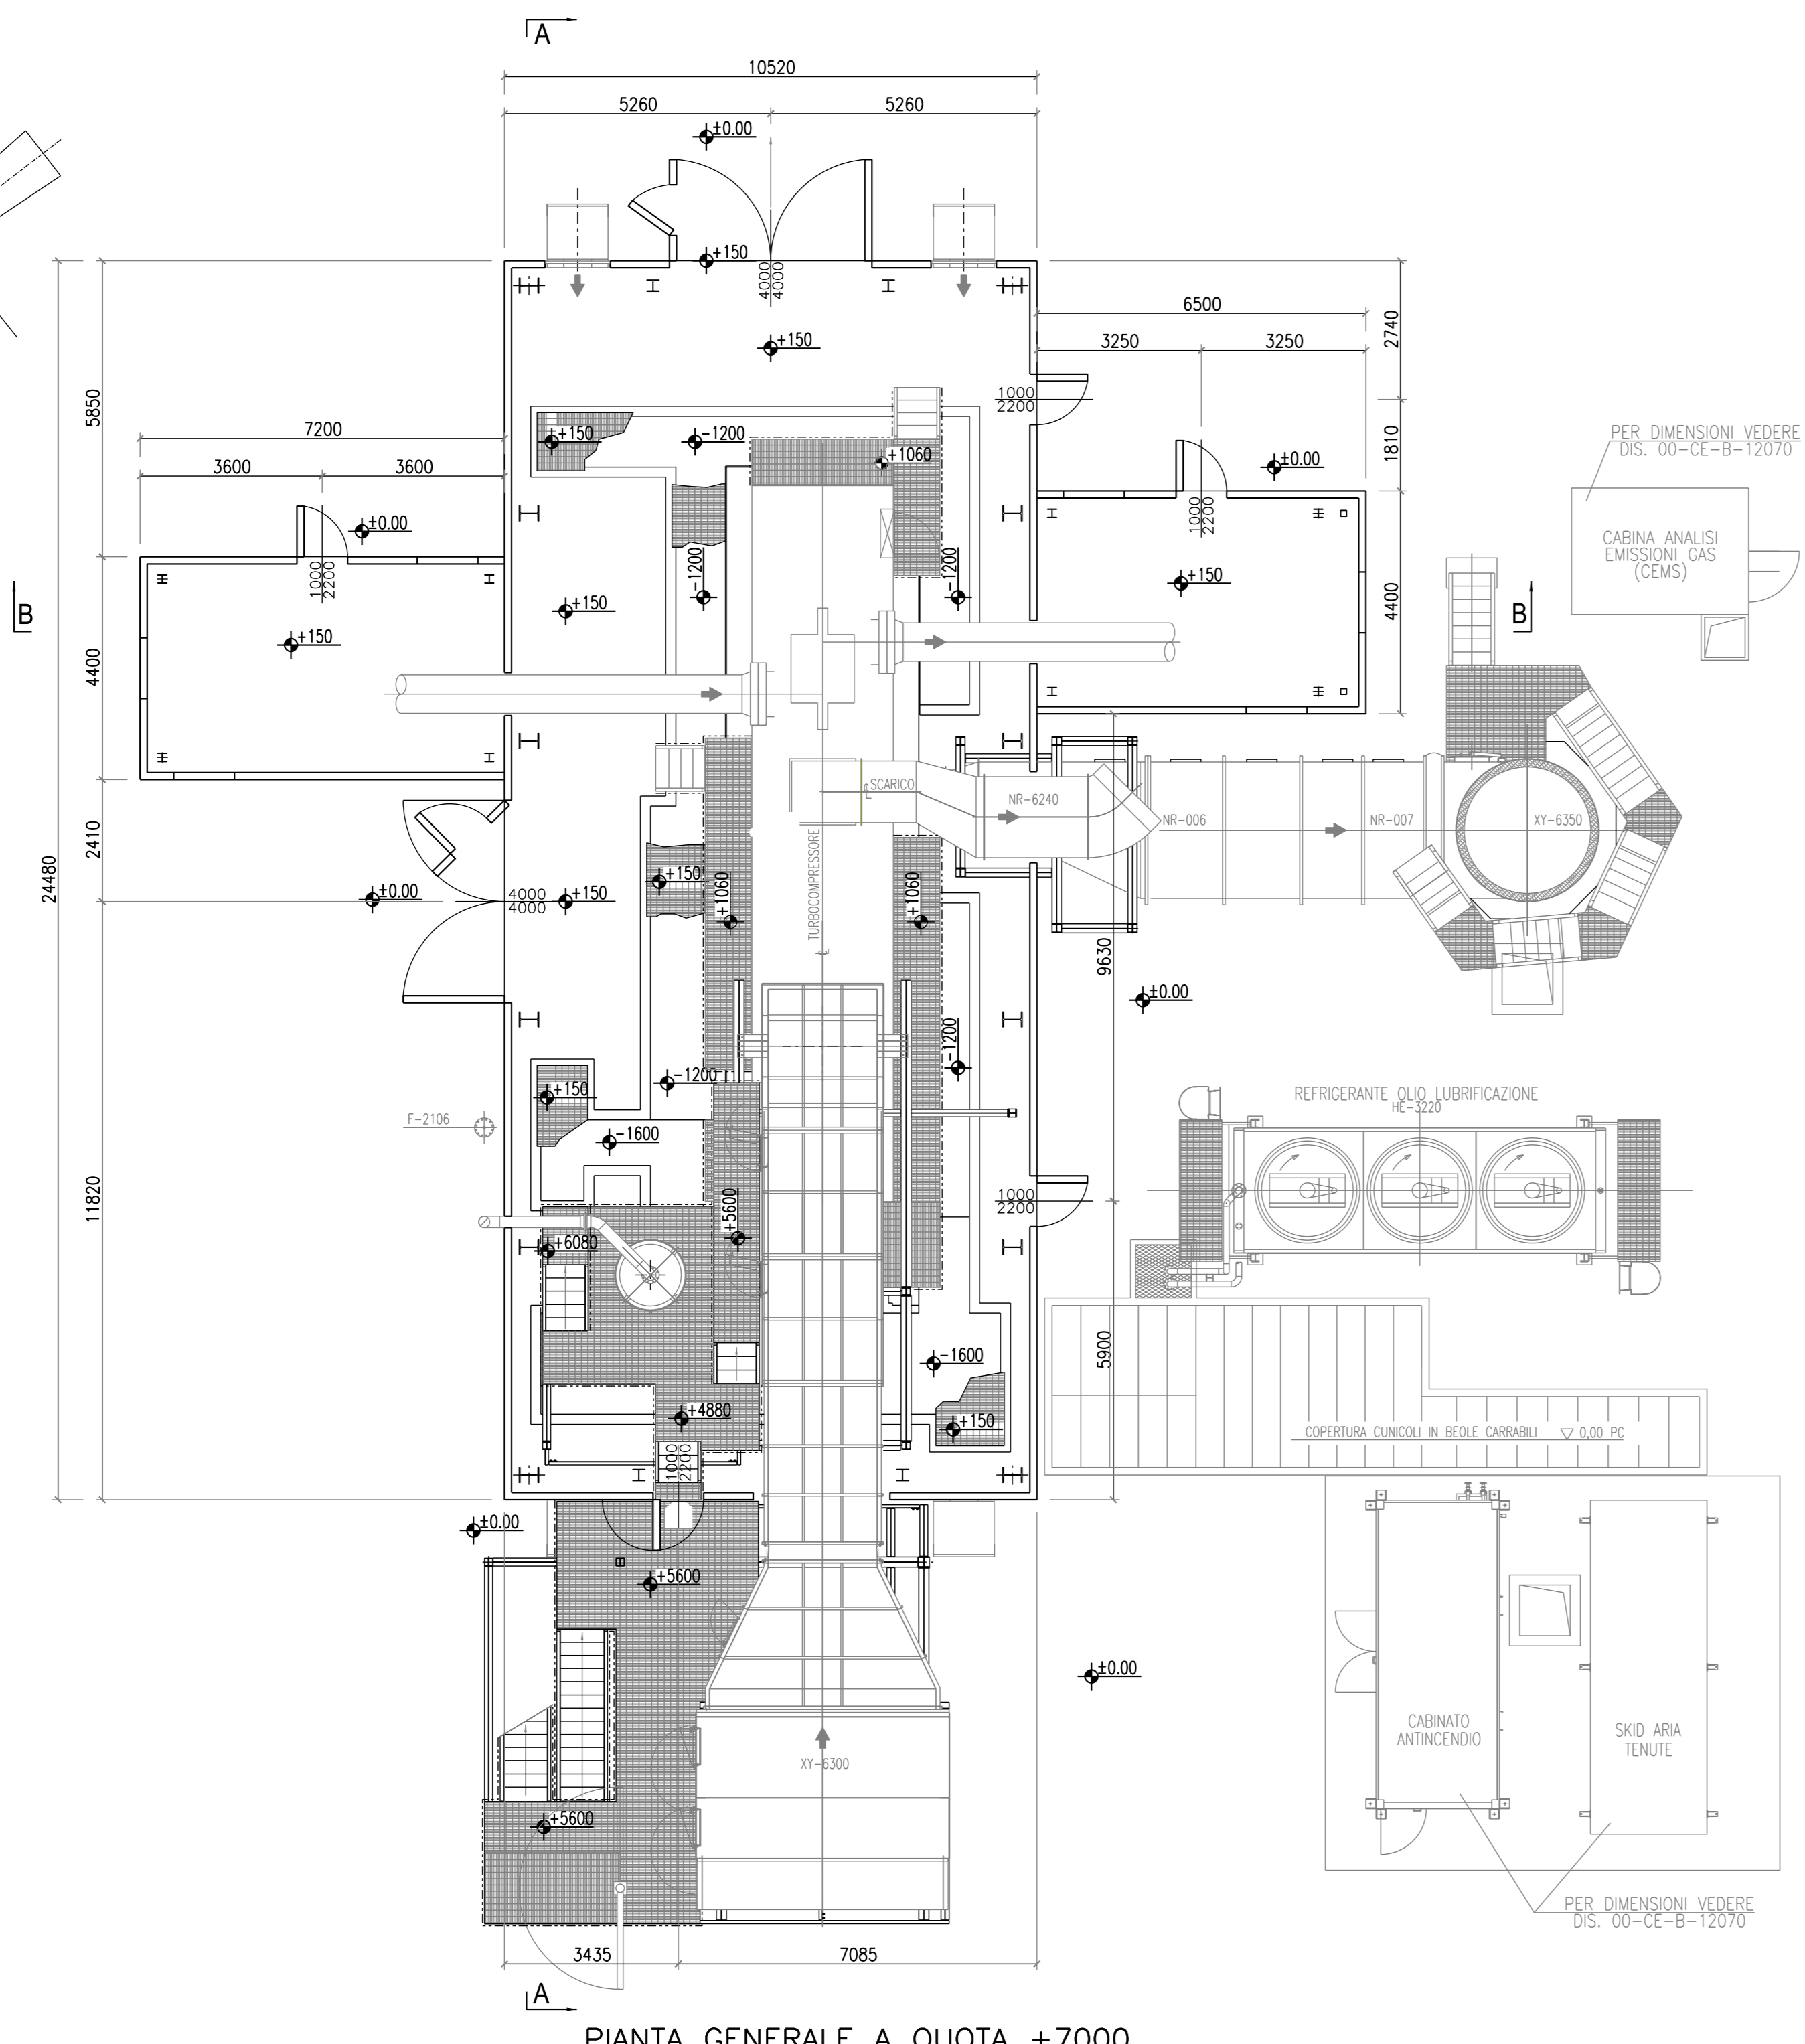 A
10520
5260
5260
±0.00
+150
4000
4000
+150
6500
3250
3250
2740
1000
2200
5850
1810
7200
3600
3600
+150
-1200
+1060
±0.00
PER DIMENSIONI VEDERE
DIS. 00-CE-B-12070
±0.00
1000
2200
1000
2200
CABINA ANALISI
EMISSIONI GAS
(CEMS)
-1200
-1200
B
+150
+150
+150
4400
B
4400
SCARICO
NR-6240
NR-006
NR-007
XY-6350
TURBOCOMPRESSORE
2410
24480
±0.00
4000
4000
+150
+150
+1060
+1060
9630
±0.00
-1200
-1200
+150
F-2106
-1600
REFRIGERANTE OLIO LUBRIFICAZIONE
HE-3220
11820
1000
2200
+5600
+6080
5900
-1600
+4880
+150
COPERTURA CUNICOLI IN BEOLE CARRABILI 0,00 PC
1000
2200
±0.00
+5600
±0.00
CABINATO
ANTINCENDIO
SKID ARIA
TENUTE
XY-6300
+5600
PER DIMENSIONI VEDERE
DIS. 00-CE-B-12070
3435
7085
A
PIANTA GENERALE A QUOTA +7000